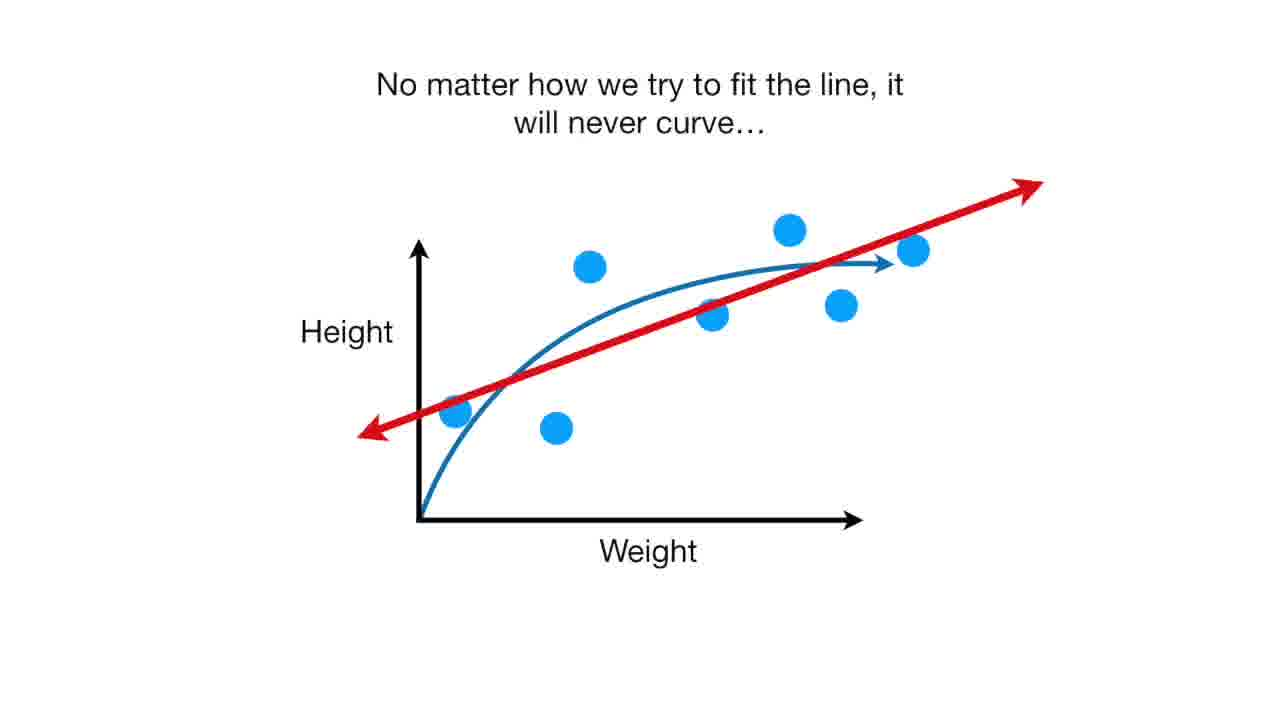 No matter how we try to fit the line, it
will never curve…
Height
Weight